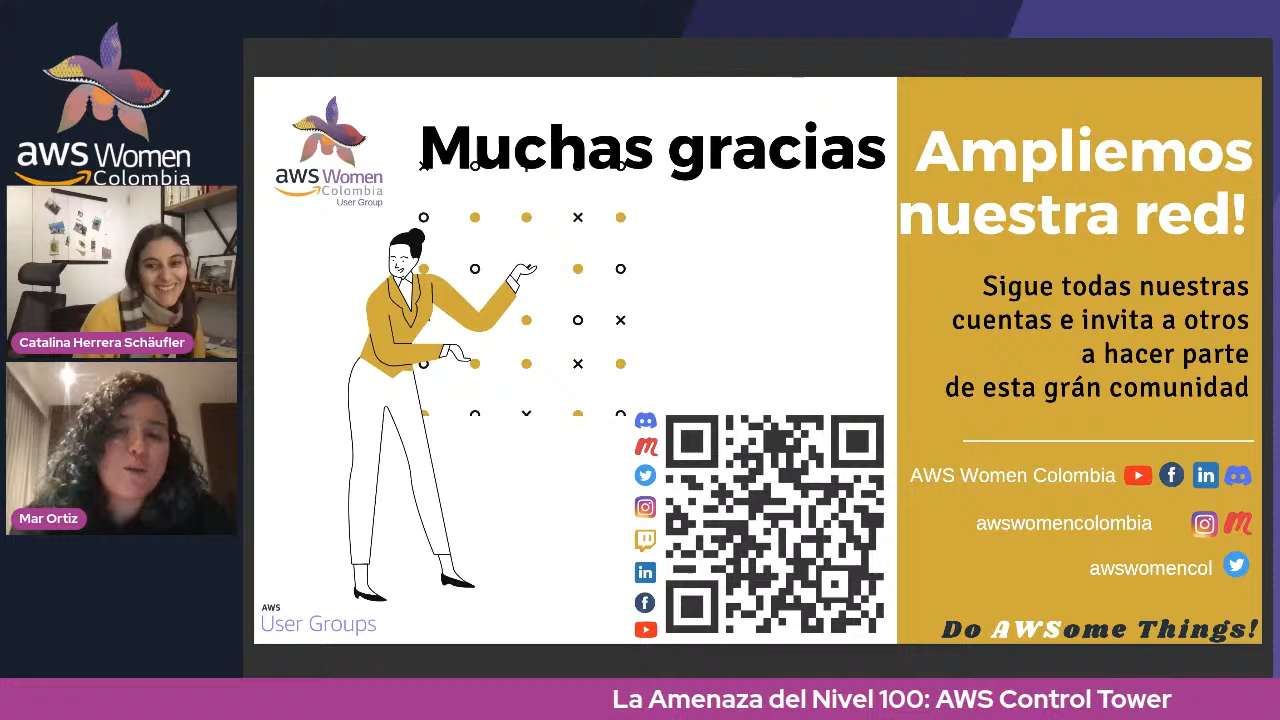 aws Women
Colombia
Catalina Herrera Schäufler
Mar Ortiz
aws Women
Colombia
User Group
Muchas gracias
AWS
User Groups
Ampliemos
nuestra red!
Sigue todas nuestras
cuentas e invita a otros
a hacer parte
de esta grán comunidad
AWS Women Colombia
awswomencolombia
awswomencol
Do AWSome Things!
La Amenaza del Nivel 100: AWS Control Tower